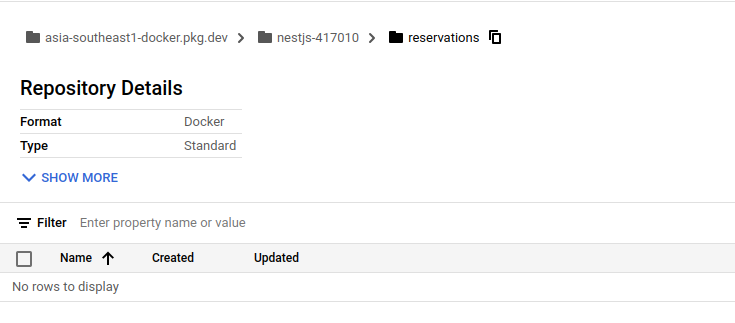 asia-southeast1-docker.pkg.dev nestjs-417010 reservations
Repository Details
Format Docker
Type Standard
SHOW MORE
Filter Enter property name or value
Name Created Updated
No rows to display